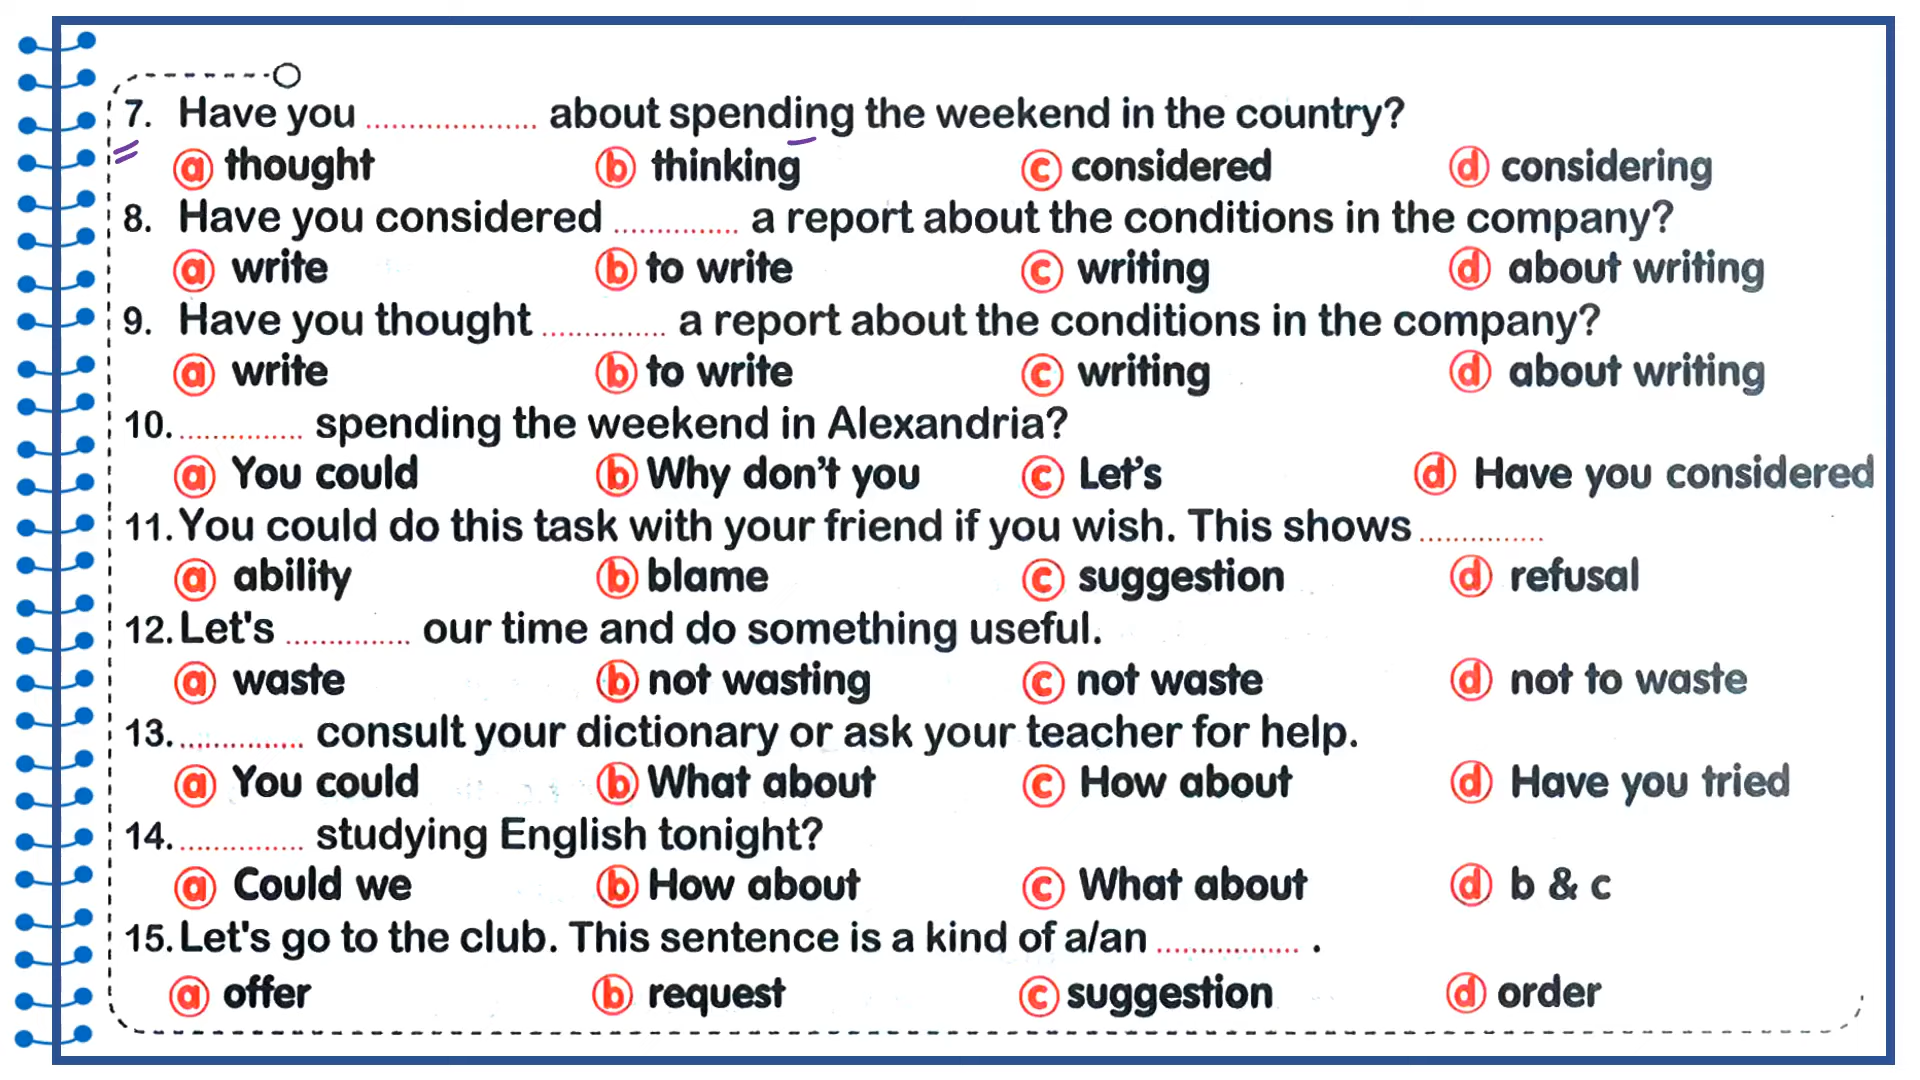 7. Have you .................... about spending the weekend in the country?
ⓐ thought ⓑ thinking ⓒ considered ⓓ considering
8. Have you considered ............... a report about the conditions in the company?
ⓐ write ⓑ to write ⓒ writing ⓓ about writing
9. Have you thought ............... a report about the conditions in the company?
ⓐ write ⓑ to write ⓒ writing ⓓ about writing
10. ............... spending the weekend in Alexandria?
ⓐ You could ⓑ Why don't you ⓒ Let's ⓓ Have you considered
11. You could do this task with your friend if you wish. This shows ...............
ⓐ ability ⓑ blame ⓒ suggestion ⓓ refusal
12. Let's ............... our time and do something useful.
ⓐ waste ⓑ not wasting ⓒ not waste ⓓ not to waste
13. ............... consult your dictionary or ask your teacher for help.
ⓐ You could ⓑ What about ⓒ How about ⓓ Have you tried
14. ............... studying English tonight?
ⓐ Could we ⓑ How about ⓒ What about ⓓ b & c
15. Let's go to the club. This sentence is a kind of a/an ................. .
ⓐ offer ⓑ request ⓒ suggestion ⓓ order